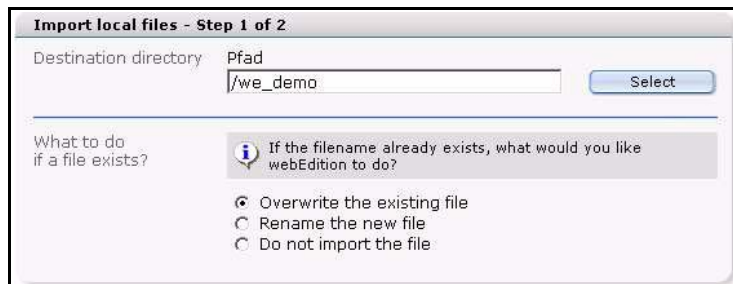 Import local files - Step 1 of 2
Destination directory
Pfad
/we_demo
Select
What to do
if a file exists?
If the filename already exists, what would you like
webEdition to do?
Overwrite the existing file
Rename the new file
Do not import the file